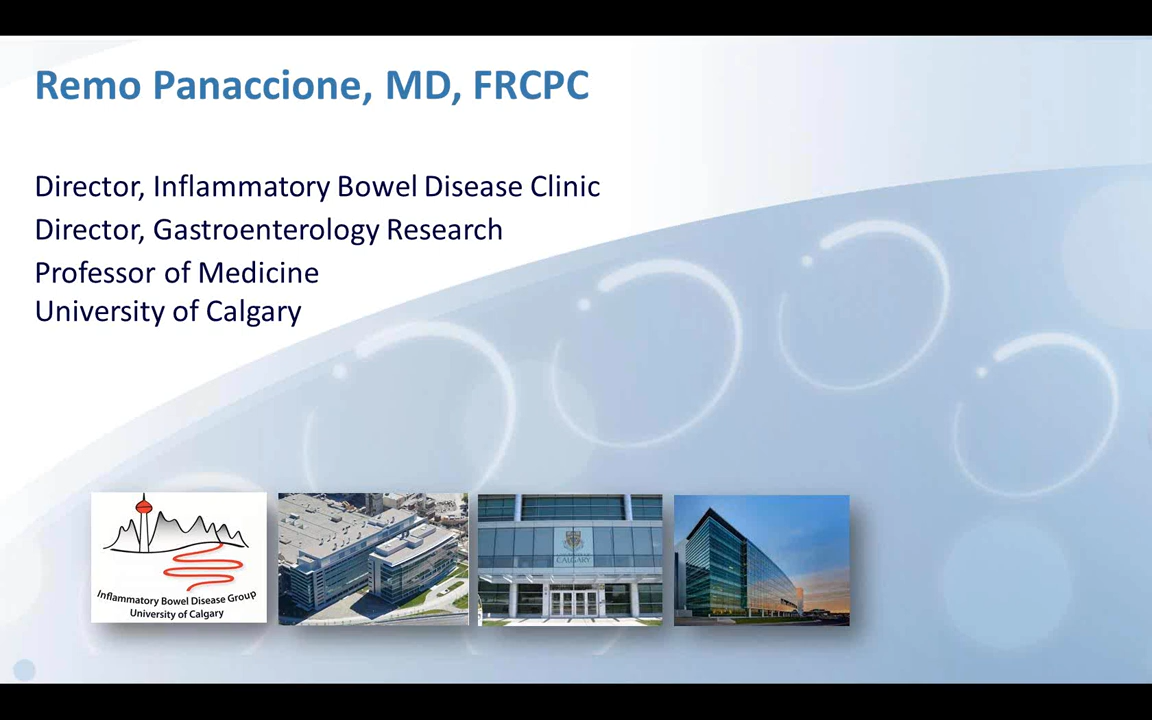 Remo Panaccione, MD, FRCPC
Director, Inflammatory Bowel Disease Clinic
Director, Gastroenterology Research
Professor of Medicine
University of Calgary
Inflammatory Bowel Disease Group
University of Calgary
CALGARY